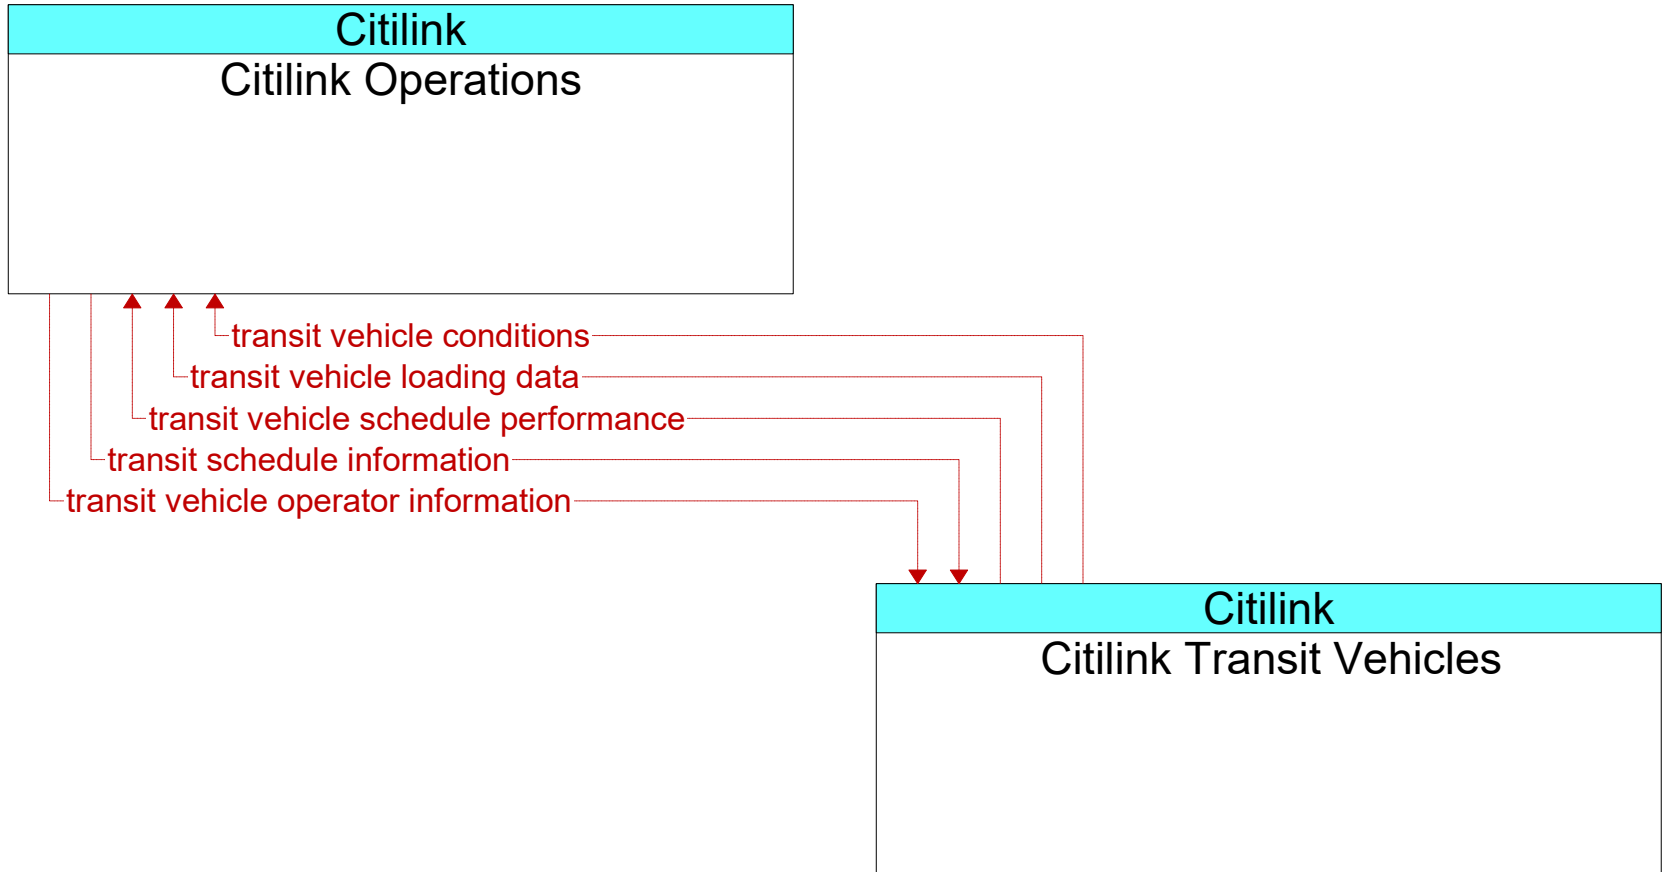 Citilink
Citilink Operations
transit vehicle conditions
transit vehicle loading data
transit vehicle schedule performance
transit schedule information
transit vehicle operator information
Citilink
Citilink Transit Vehicles